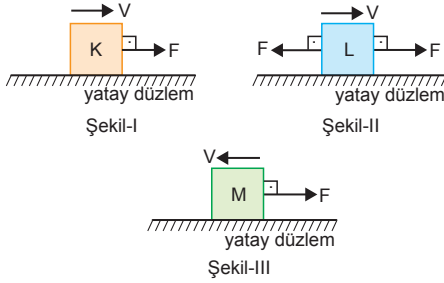 V
K F
yatay düzlem
Şekil-I
V
F L F
yatay düzlem
Şekil-II
V
M F
yatay düzlem
Şekil-III